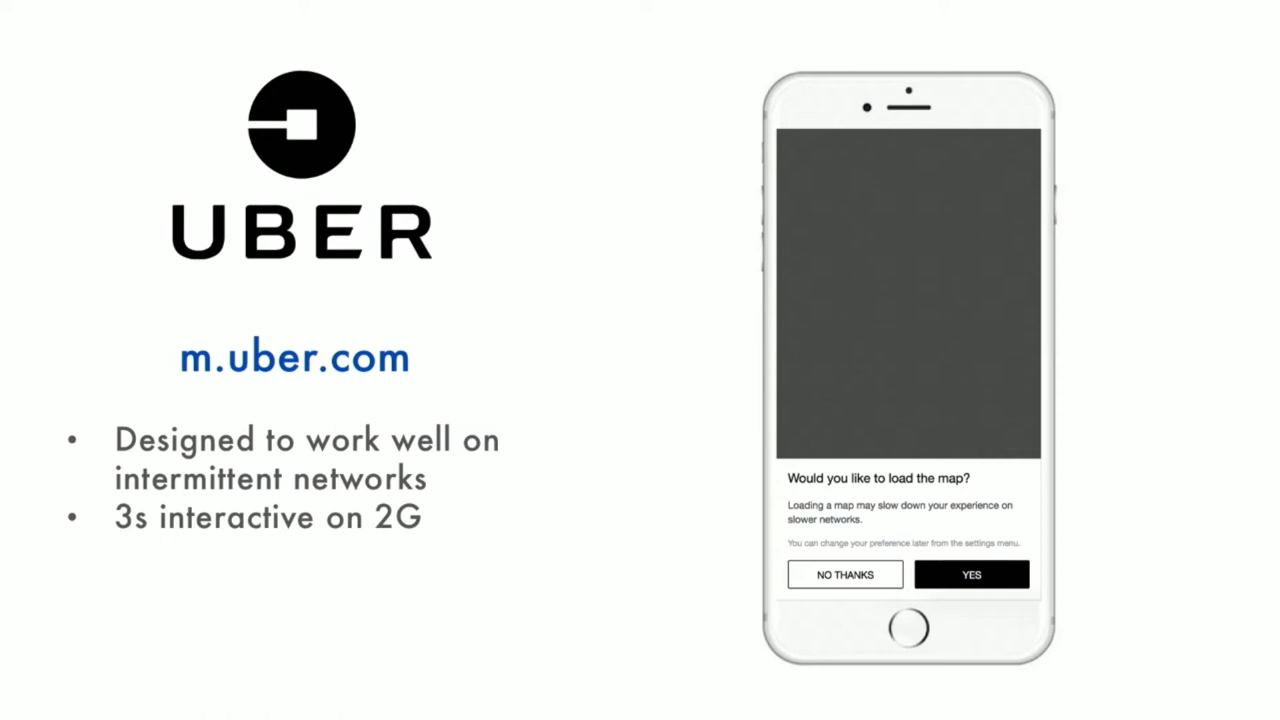 UBER
m.uber.com
• Designed to work well on
intermittent networks
• 3s interactive on 2G
Would you like to load the map?
Loading a map may slow down your experience on
slower networks.
You can change your preference later from the settings menu.
NO THANKS
YES